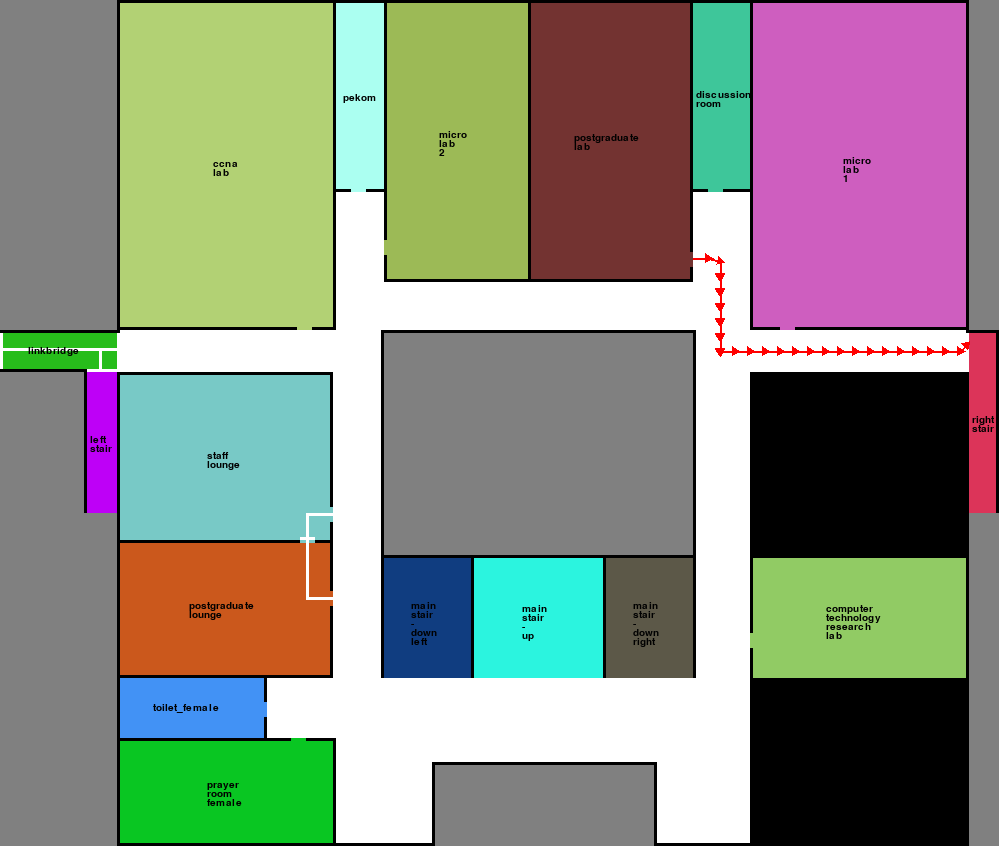 pekom
discussion
room
micro
lab
2
postgraduate
lab
ccna
lab
micro
lab
1
linkbridge
left
stair
right
stair
staff
lounge
postgraduate
lounge
main
stair
-
down
left
main
stair
-
up
main
stair
-
down
right
computer
technology
research
lab
toilet_female
prayer
room
female